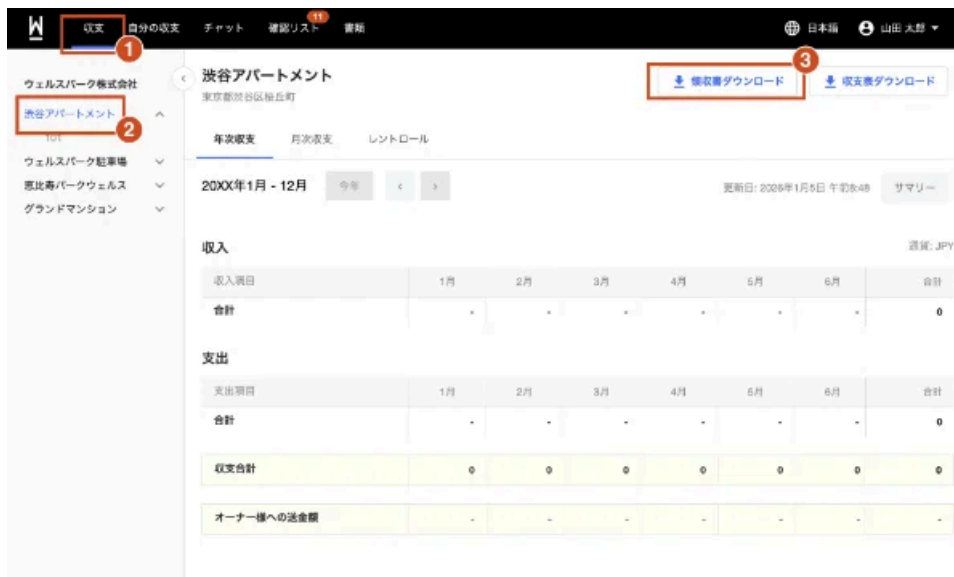 W 収支 自分の収支 チャット 確認リスト 11 書類 日本語 山田 太郎
1
ウェルスパーク株式会社
渋谷アパートメント
2
101
ウェルスパーク駐車場
恵比寿パークウェルス
グランドマンション
渋谷アパートメント
東京都渋谷区桜丘町
3
領収書ダウンロード 収支表ダウンロード
年次収支 月次収支 レントロール
20XX年1月 - 12月 今年 < > 更新日: 2026年1月5日 午前8:48 サマリー
収入 通貨: JPY
収入項目 1月 2月 3月 4月 5月 6月 合計
合計 - - - - - - 0
支出
支出項目 1月 2月 3月 4月 5月 6月 合計
合計 - - - - - - 0
収支合計 0 0 0 0 0 0 0
オーナー様への送金額 - - - - - - -